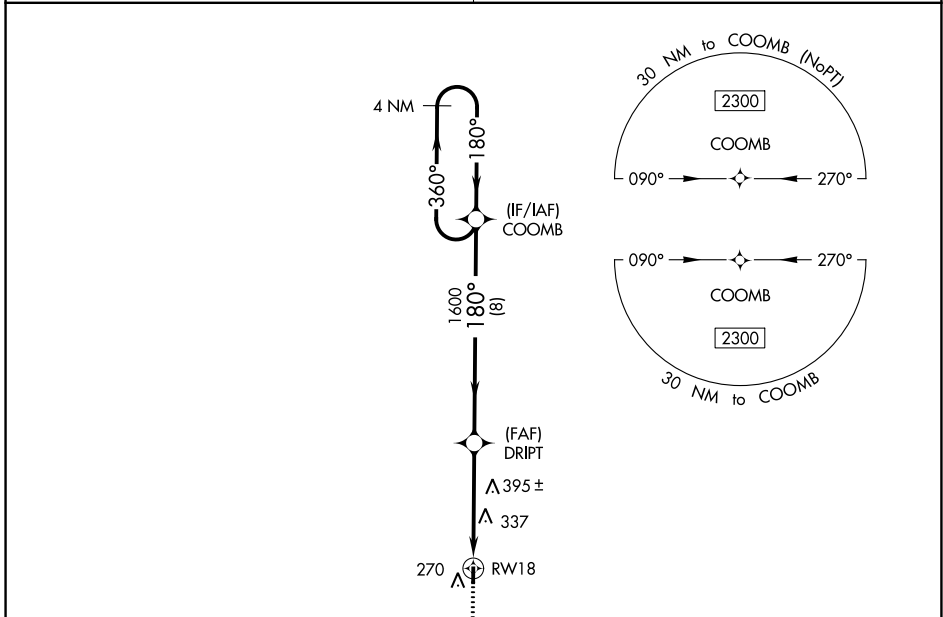 4 NM
180°
360°
(IF/IAF)
COOMB
1600
180°
(8)
(FAF)
DRIPT
395 ±
337
270
RW18
30 NM to COOMB (NoPT)
2300
COOMB
090°
270°
090°
270°
COOMB
2300
30 NM to COOMB